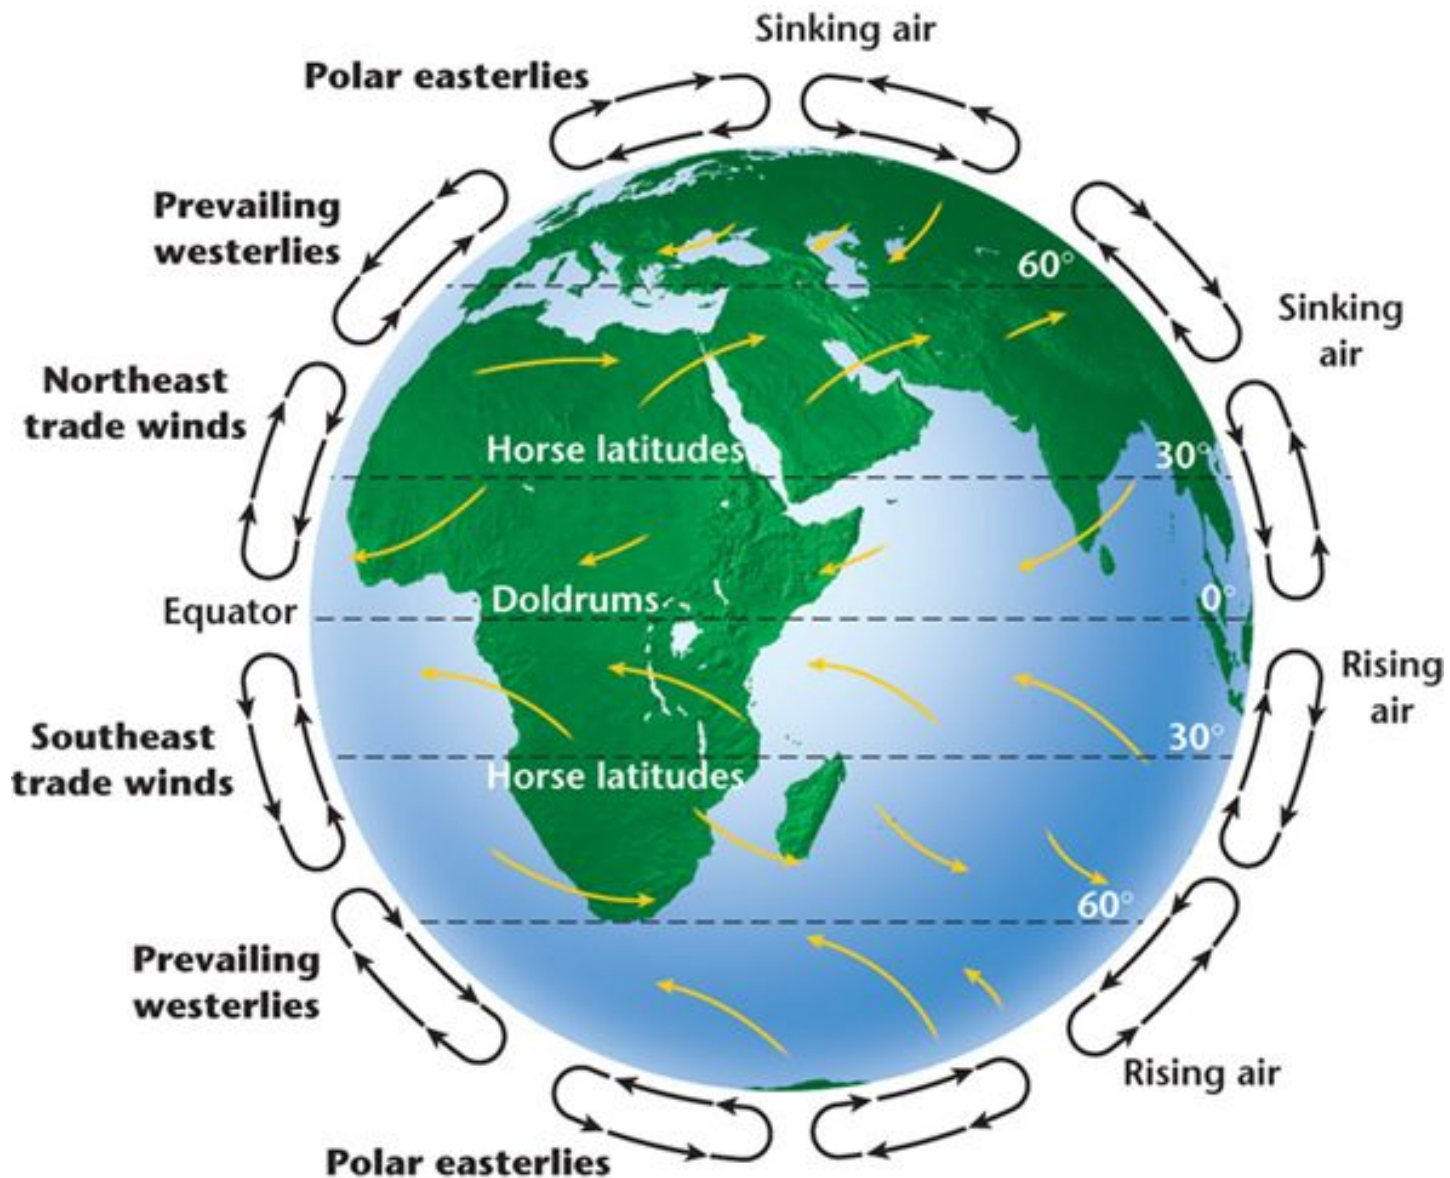 Sinking air
Polar easterlies
Prevailing
westerlies
60°
Sinking
air
Northeast
trade winds
Horse latitudes
30°
Equator
Doldrums
0°
Rising
air
Southeast
trade winds
30°
Horse latitudes
60°
Prevailing
westerlies
Rising air
Polar easterlies